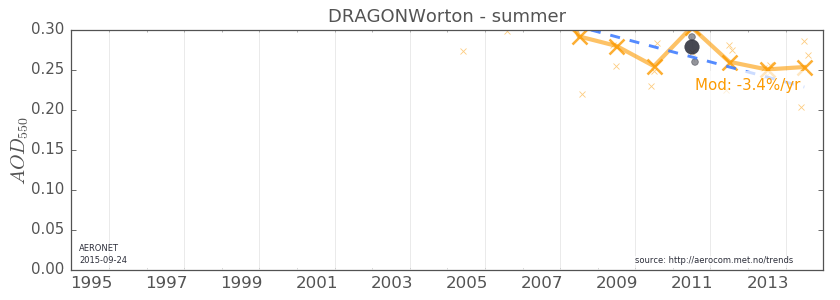 DRAGONWorton - summer
0.30
0.25
0.20
0.15
0.10
0.05
0.00
AOD550
Mod: -3.4%/yr
AERONET
2015-09-24
source: http://aerocom.met.no/trends
1995 1997 1999 2001 2003 2005 2007 2009 2011 2013